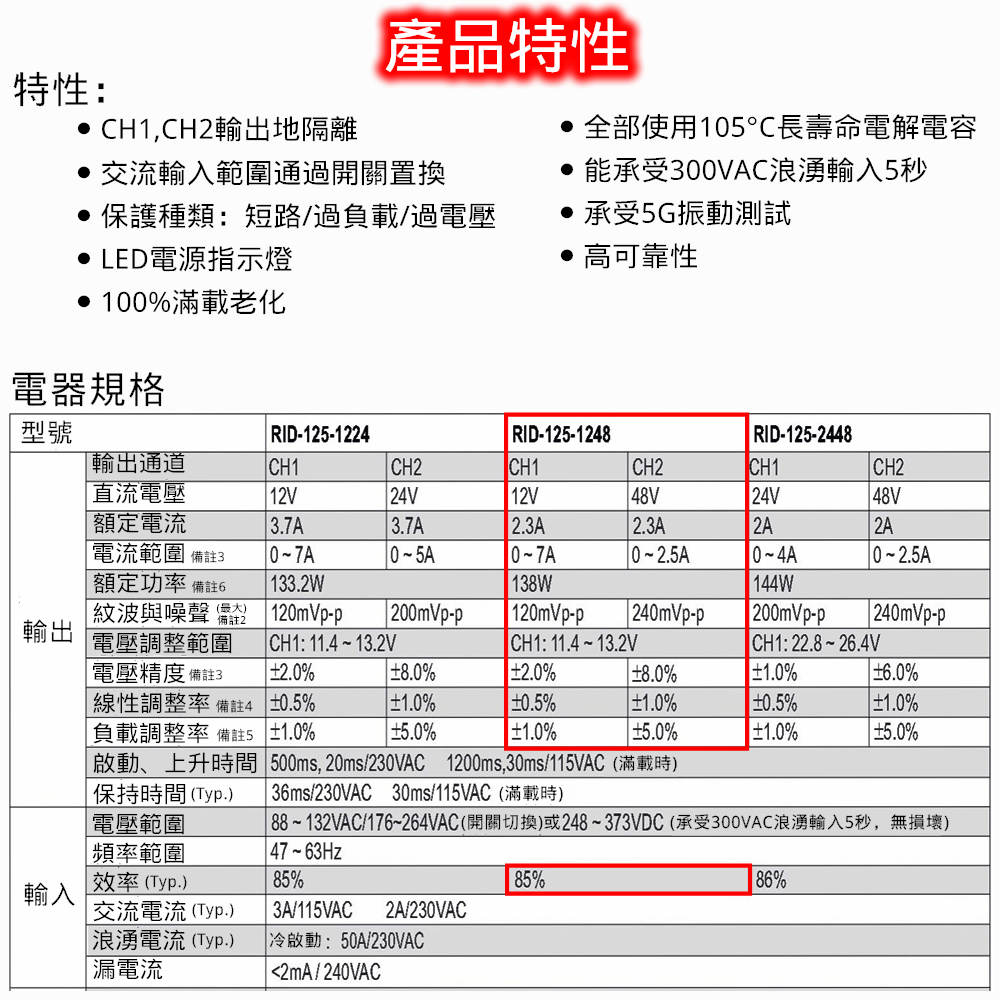 產品特性
特性：
● CH1,CH2輸出地隔離
● 交流輸入範圍通過開關置換
● 保護種類：短路/過負載/過電壓
● LED電源指示燈
● 100%滿載老化
● 全部使用105°C長壽命電解電容
● 能承受300VAC浪湧輸入5秒
● 承受5G振動測試
● 高可靠性
電器規格
型號 RID-125-1224 RID-125-1248 RID-125-2448
輸出
輸出通道 CH1 CH2 CH1 CH2 CH1 CH2
直流電壓 12V 24V 12V 48V 24V 48V
額定電流 3.7A 3.7A 2.3A 2.3A 2A 2A
電流範圍 備註3 0~7A 0~5A 0~7A 0~2.5A 0~4A 0~2.5A
額定功率 備註6 133.2W 138W 144W
紋波與噪聲 (最大) 備註2 120mVp-p 200mVp-p 120mVp-p 240mVp-p 200mVp-p 240mVp-p
電壓調整範圍 CH1: 11.4 ~ 13.2V CH1: 11.4 ~ 13.2V CH1: 22.8 ~ 26.4V
電壓精度 備註3 ±2.0% ±8.0% ±2.0% ±8.0% ±1.0% ±6.0%
線性調整率 備註4 ±0.5% ±1.0% ±0.5% ±1.0% ±0.5% ±1.0%
負載調整率 備註5 ±1.0% ±5.0% ±1.0% ±5.0% ±1.0% ±5.0%
啟動、上升時間 500ms, 20ms/230VAC 1200ms,30ms/115VAC (滿載時)
保持時間 (Typ.) 36ms/230VAC 30ms/115VAC (滿載時)
輸入
電壓範圍 88 ~ 132VAC/176~264VAC(開關切換)或248 ~ 373VDC (承受300VAC浪湧輸入5秒，無損壞)
頻率範圍 47 ~ 63Hz
效率 (Typ.) 85% 85% 86%
交流電流 (Typ.) 3A/115VAC 2A/230VAC
浪湧電流 (Typ.) 冷啟動：50A/230VAC
漏電流 <2mA / 240VAC